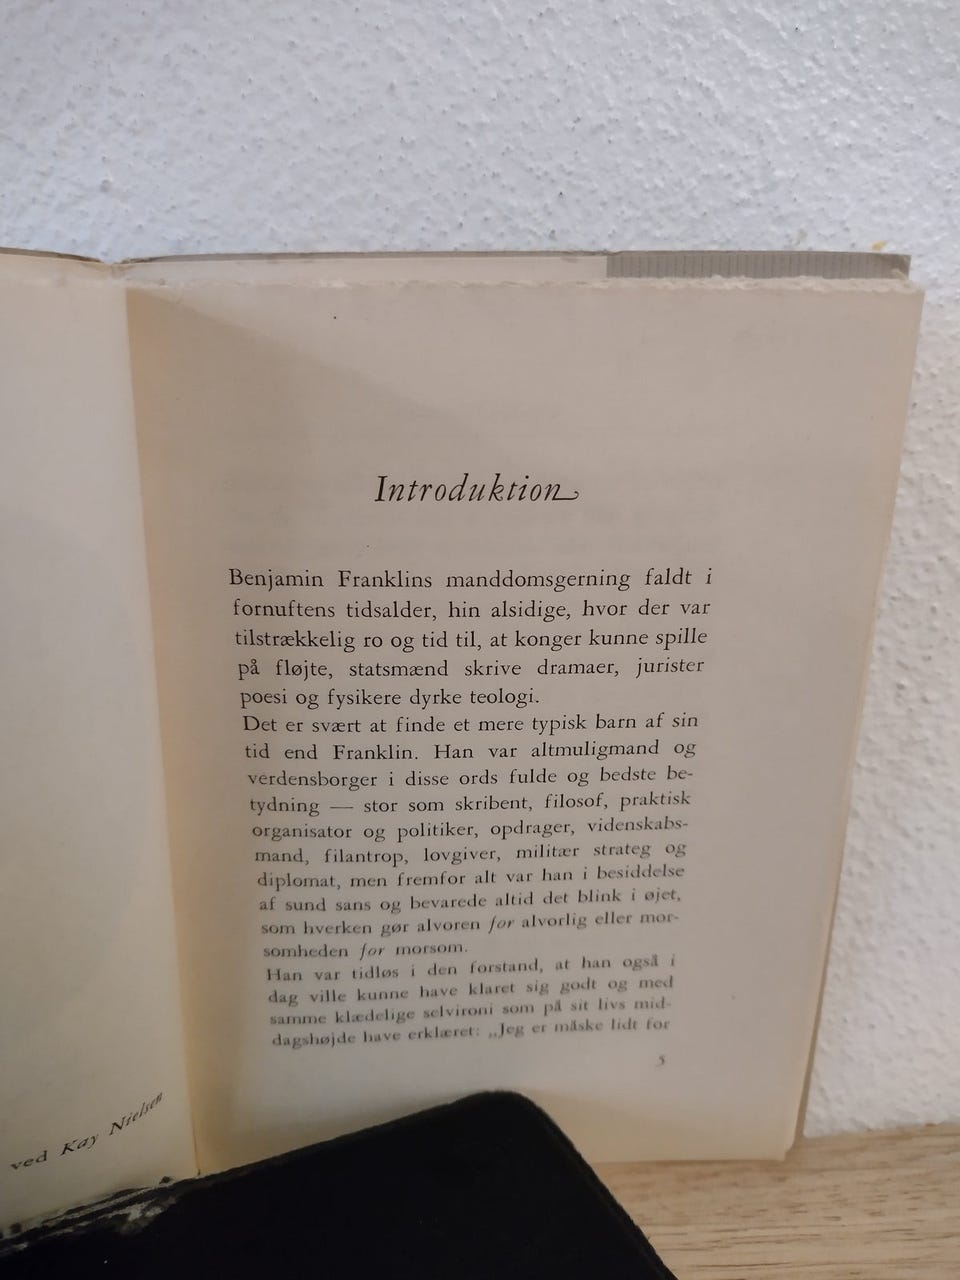 ved Kay Nielsen
Introduktion
Benjamin Franklins manddomsgerning faldt i
fornuftens tidsalder, hin alsidige, hvor der var
tilstrækkelig ro og tid til, at konger kunne spille
på fløjte, statsmænd skrive dramaer, jurister
poesi og fysikere dyrke teologi.
Det er svært at finde et mere typisk barn af sin
tid end Franklin. Han var altmuligmand og
verdensborger i disse ords fulde og bedste be-
tydning — stor som skribent, filosof, praktisk
organisator og politiker, opdrager, videnskabs-
mand, filantrop, lovgiver, militær strateg og
diplomat, men fremfor alt var han i besiddelse
af sund sans og bevarede altid det blink i øjet,
som hverken gør alvoren for alvorlig eller mor-
somheden for morsom.
Han var tidløs i den forstand, at han også i
dag ville kunne have klaret sig godt og med
samme klædelige selvironi som på sit livs mid-
dagshøjde have erklæret: „Jeg er måske lidt for
5